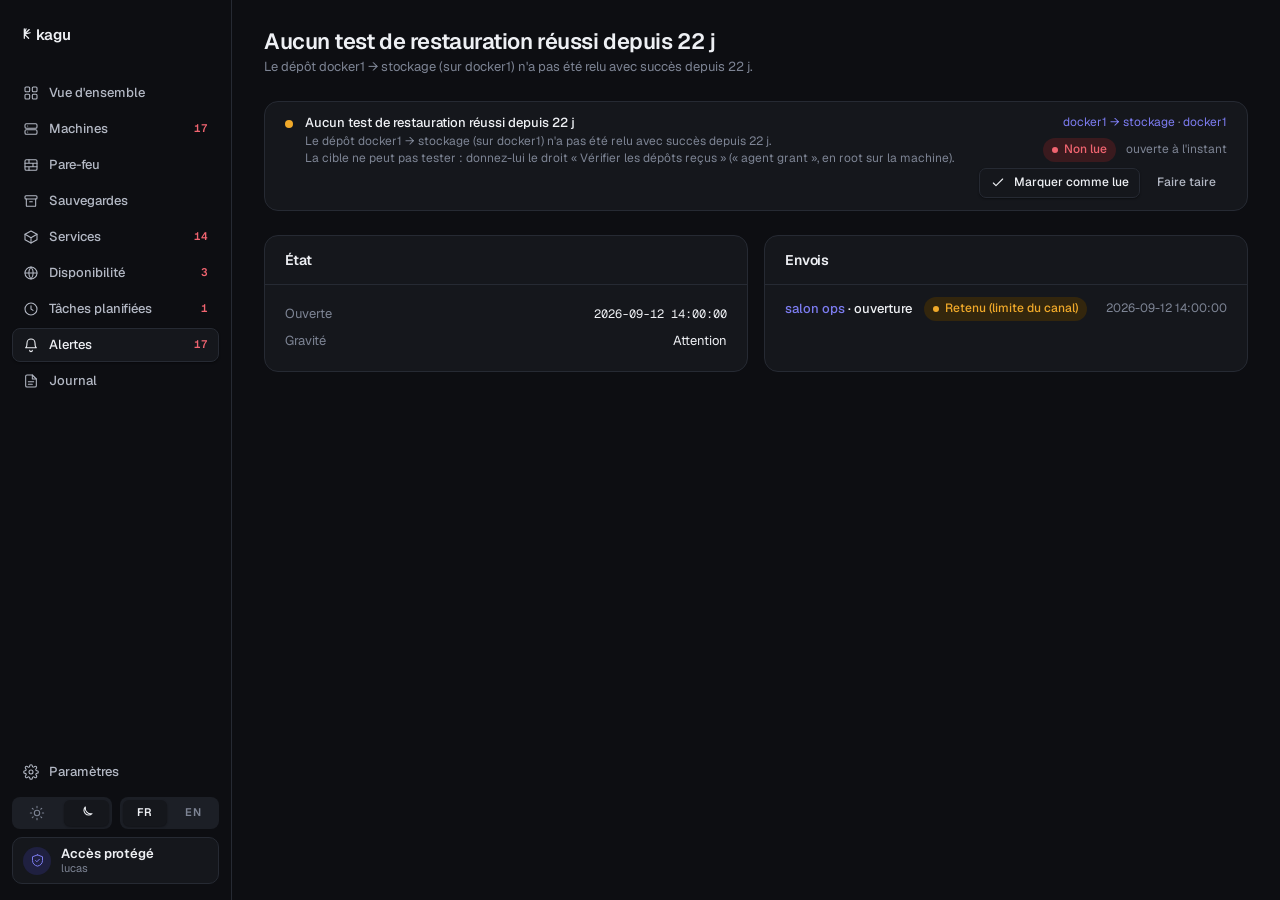 kagu
Vue d'ensemble
Machines 17
Pare-feu
Sauvegardes
Services 14
Disponibilité 3
Tâches planifiées 1
Alertes 17
Journal
Paramètres
FR EN
Accès protégé
lucas
Aucun test de restauration réussi depuis 22 j
Le dépôt docker1 → stockage (sur docker1) n'a pas été relu avec succès depuis 22 j.
Aucun test de restauration réussi depuis 22 j
Le dépôt docker1 → stockage (sur docker1) n'a pas été relu avec succès depuis 22 j.
La cible ne peut pas tester : donnez-lui le droit « Vérifier les dépôts reçus » (« agent grant », en root sur la machine).
docker1 → stockage · docker1
Non lue ouverte à l'instant
Marquer comme lue Faire taire
État
Ouverte 2026-09-12 14:00:00
Gravité Attention
Envois
salon ops · ouverture Retenu (limite du canal) 2026-09-12 14:00:00